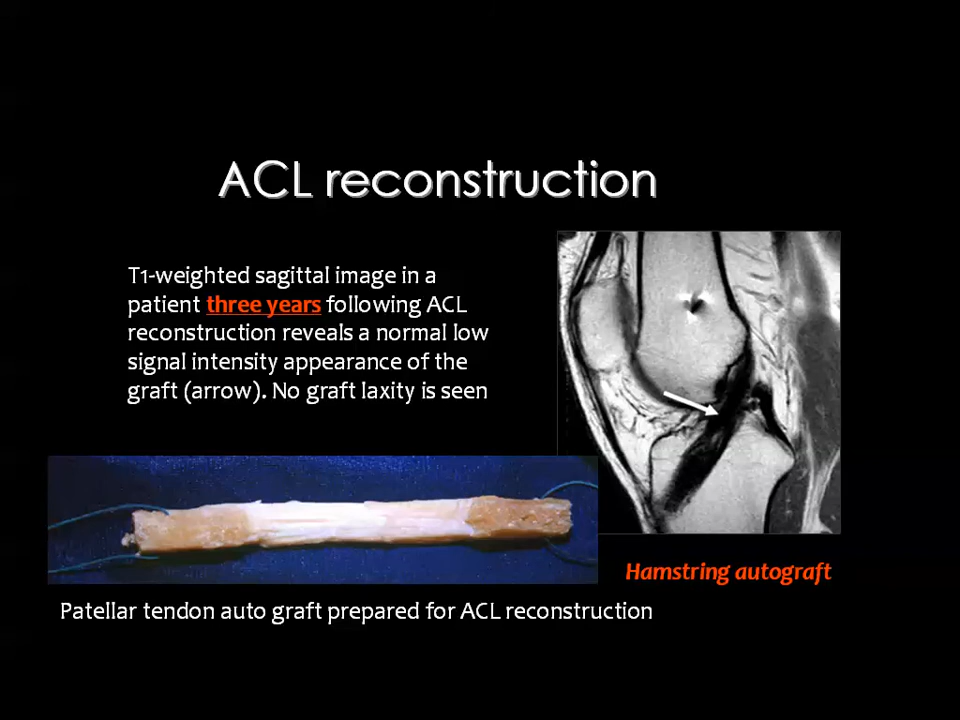 ACL reconstruction
T1-weighted sagittal image in a
patient three years following ACL
reconstruction reveals a normal low
signal intensity appearance of the
graft (arrow). No graft laxity is seen
Hamstring autograft
Patellar tendon auto graft prepared for ACL reconstruction